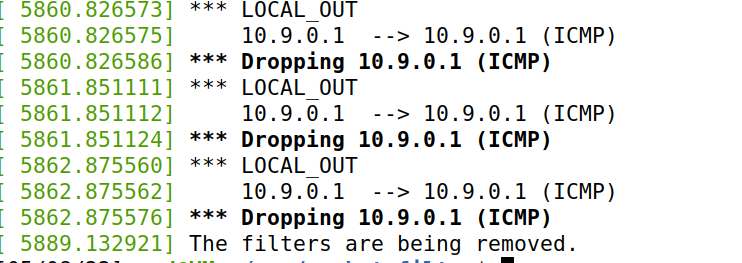 [ 5860.826573] *** LOCAL_OUT
[ 5860.826575]     10.9.0.1  --> 10.9.0.1 (ICMP)
[ 5860.826586] *** Dropping 10.9.0.1 (ICMP)
[ 5861.851111] *** LOCAL_OUT
[ 5861.851112]     10.9.0.1  --> 10.9.0.1 (ICMP)
[ 5861.851124] *** Dropping 10.9.0.1 (ICMP)
[ 5862.875560] *** LOCAL_OUT
[ 5862.875562]     10.9.0.1  --> 10.9.0.1 (ICMP)
[ 5862.875576] *** Dropping 10.9.0.1 (ICMP)
[ 5889.132921] The filters are being removed.